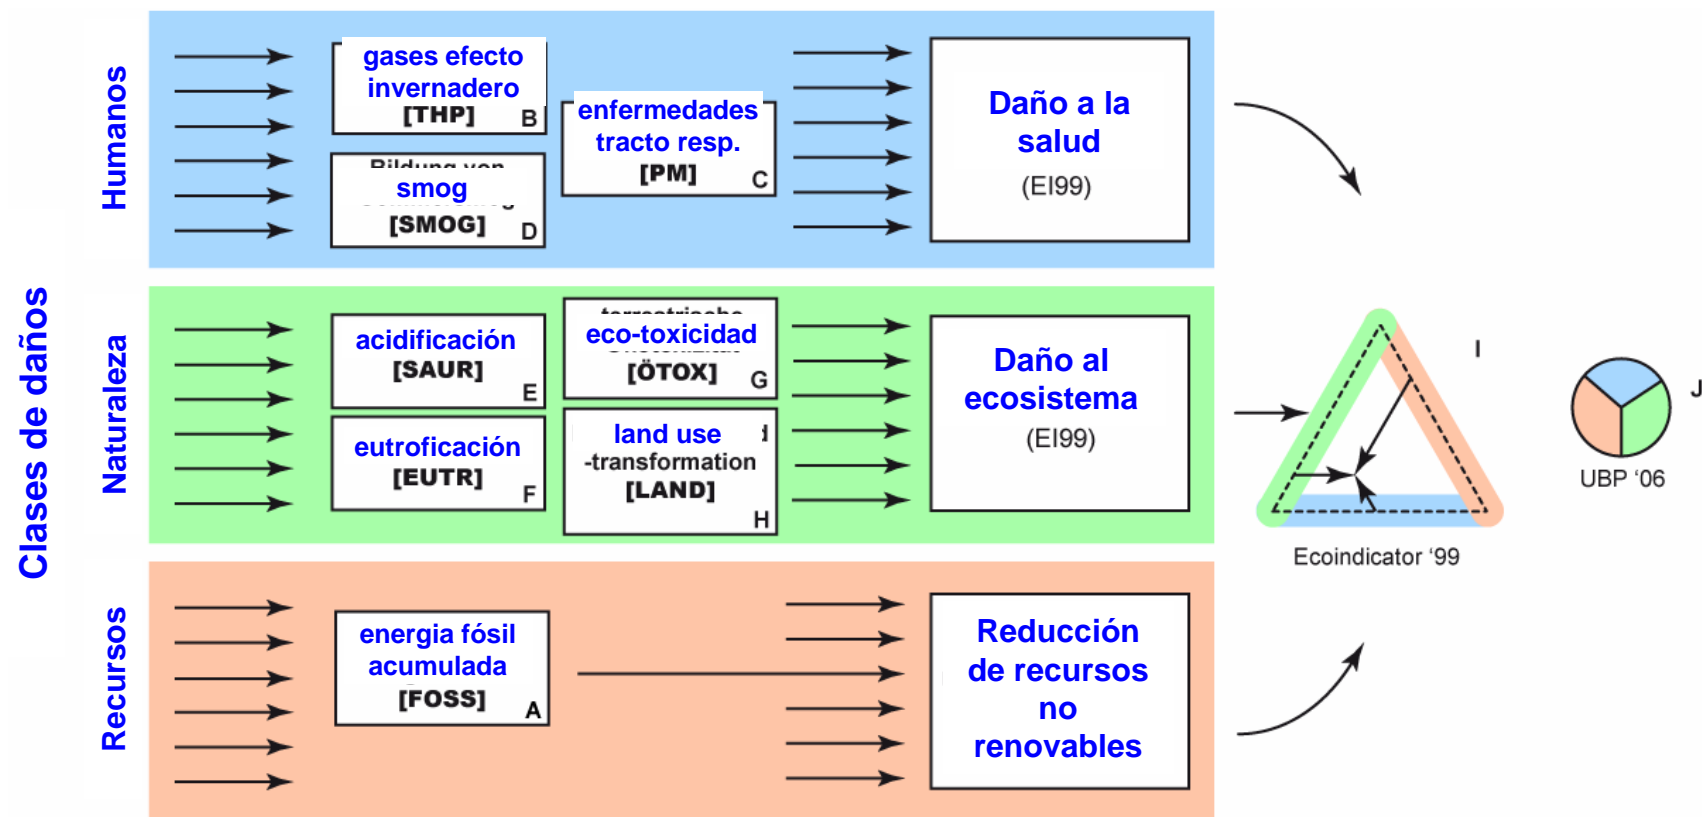 Clases de daños
Humanos
gases efecto
invernadero
[THP] B
smog
[SMOG] D
enfermedades
tracto resp.
[PM] C
Daño a la
salud
(EI99)
Naturaleza
acidificación
[SAUR]
E
eutroficación
[EUTR]
F
eco-toxicidad
[ÖTOX] G
land use
-transformation
[LAND]
H
Daño al
ecosistema
(EI99)
Recursos
energia fósil
acumulada
[FOSS] A
Reducción
de recursos
no
renovables
I
Ecoindicator ‘99
J
UBP ‘06